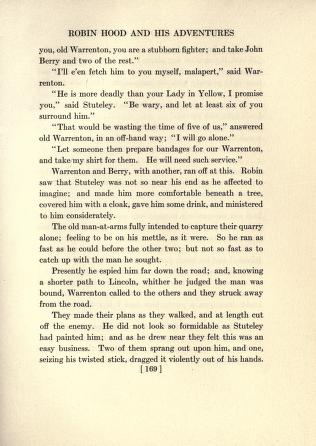 ROBIN HOOD AND HIS ADVENTURES
you, old Warrenton, you are a stubborn fighter; and take John
Berry and two of the rest."
"I'll e'en fetch him to you myself, malapert," said War-
renton.
"He is more deadly than your Lady in Yellow, I promise
you," said Stuteley. "Be wary, and let at least six of you
surround him."
"That would be wasting the time of five of us," answered
old Warrenton, in an off-hand way; "I will go alone."
"Let someone then prepare bandages for our Warrenton,
and take my shirt for them. He will need such service."
Warrenton and Berry, with another, ran off at this. Robin
saw that Stuteley was not so near his end as he affected to
imagine; and made him more comfortable beneath a tree,
covered him with a cloak, gave him some drink, and ministered
to him considerately.
The old man-at-arms fully intended to capture their quarry
alone; feeling to be on his mettle, as it were. So he ran as
fast as he could before the other two; but not so fast as to
catch up with the man he sought.
Presently he espied him far down the road; and, knowing
a shorter path to Lincoln, whither he judged the man was
bound, Warrenton called to the others and they struck away
from the road.
They made their plans as they walked, and at length cut
off the enemy. He did not look so formidable as Stuteley
had painted him; and as he drew near they felt this was an
easy business. Two of them sprang out upon him, and one,
seizing his twisted stick, dragged it violently out of his hands.
[ 169 ]